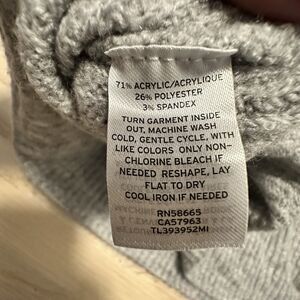 71% ACRYLIC/ACRYLIQUE
26% POLYESTER
3% SPANDEX
TURN GARMENT INSIDE
OUT, MACHINE WASH
COLD, GENTLE CYCLE, WITH
LIKE COLORS ONLY NON-
CHLORINE BLEACH IF
NEEDED RESHAPE, LAY
FLAT TO DRY
COOL IRON IF NEEDED
RN58665
CA57963
TL393952MI